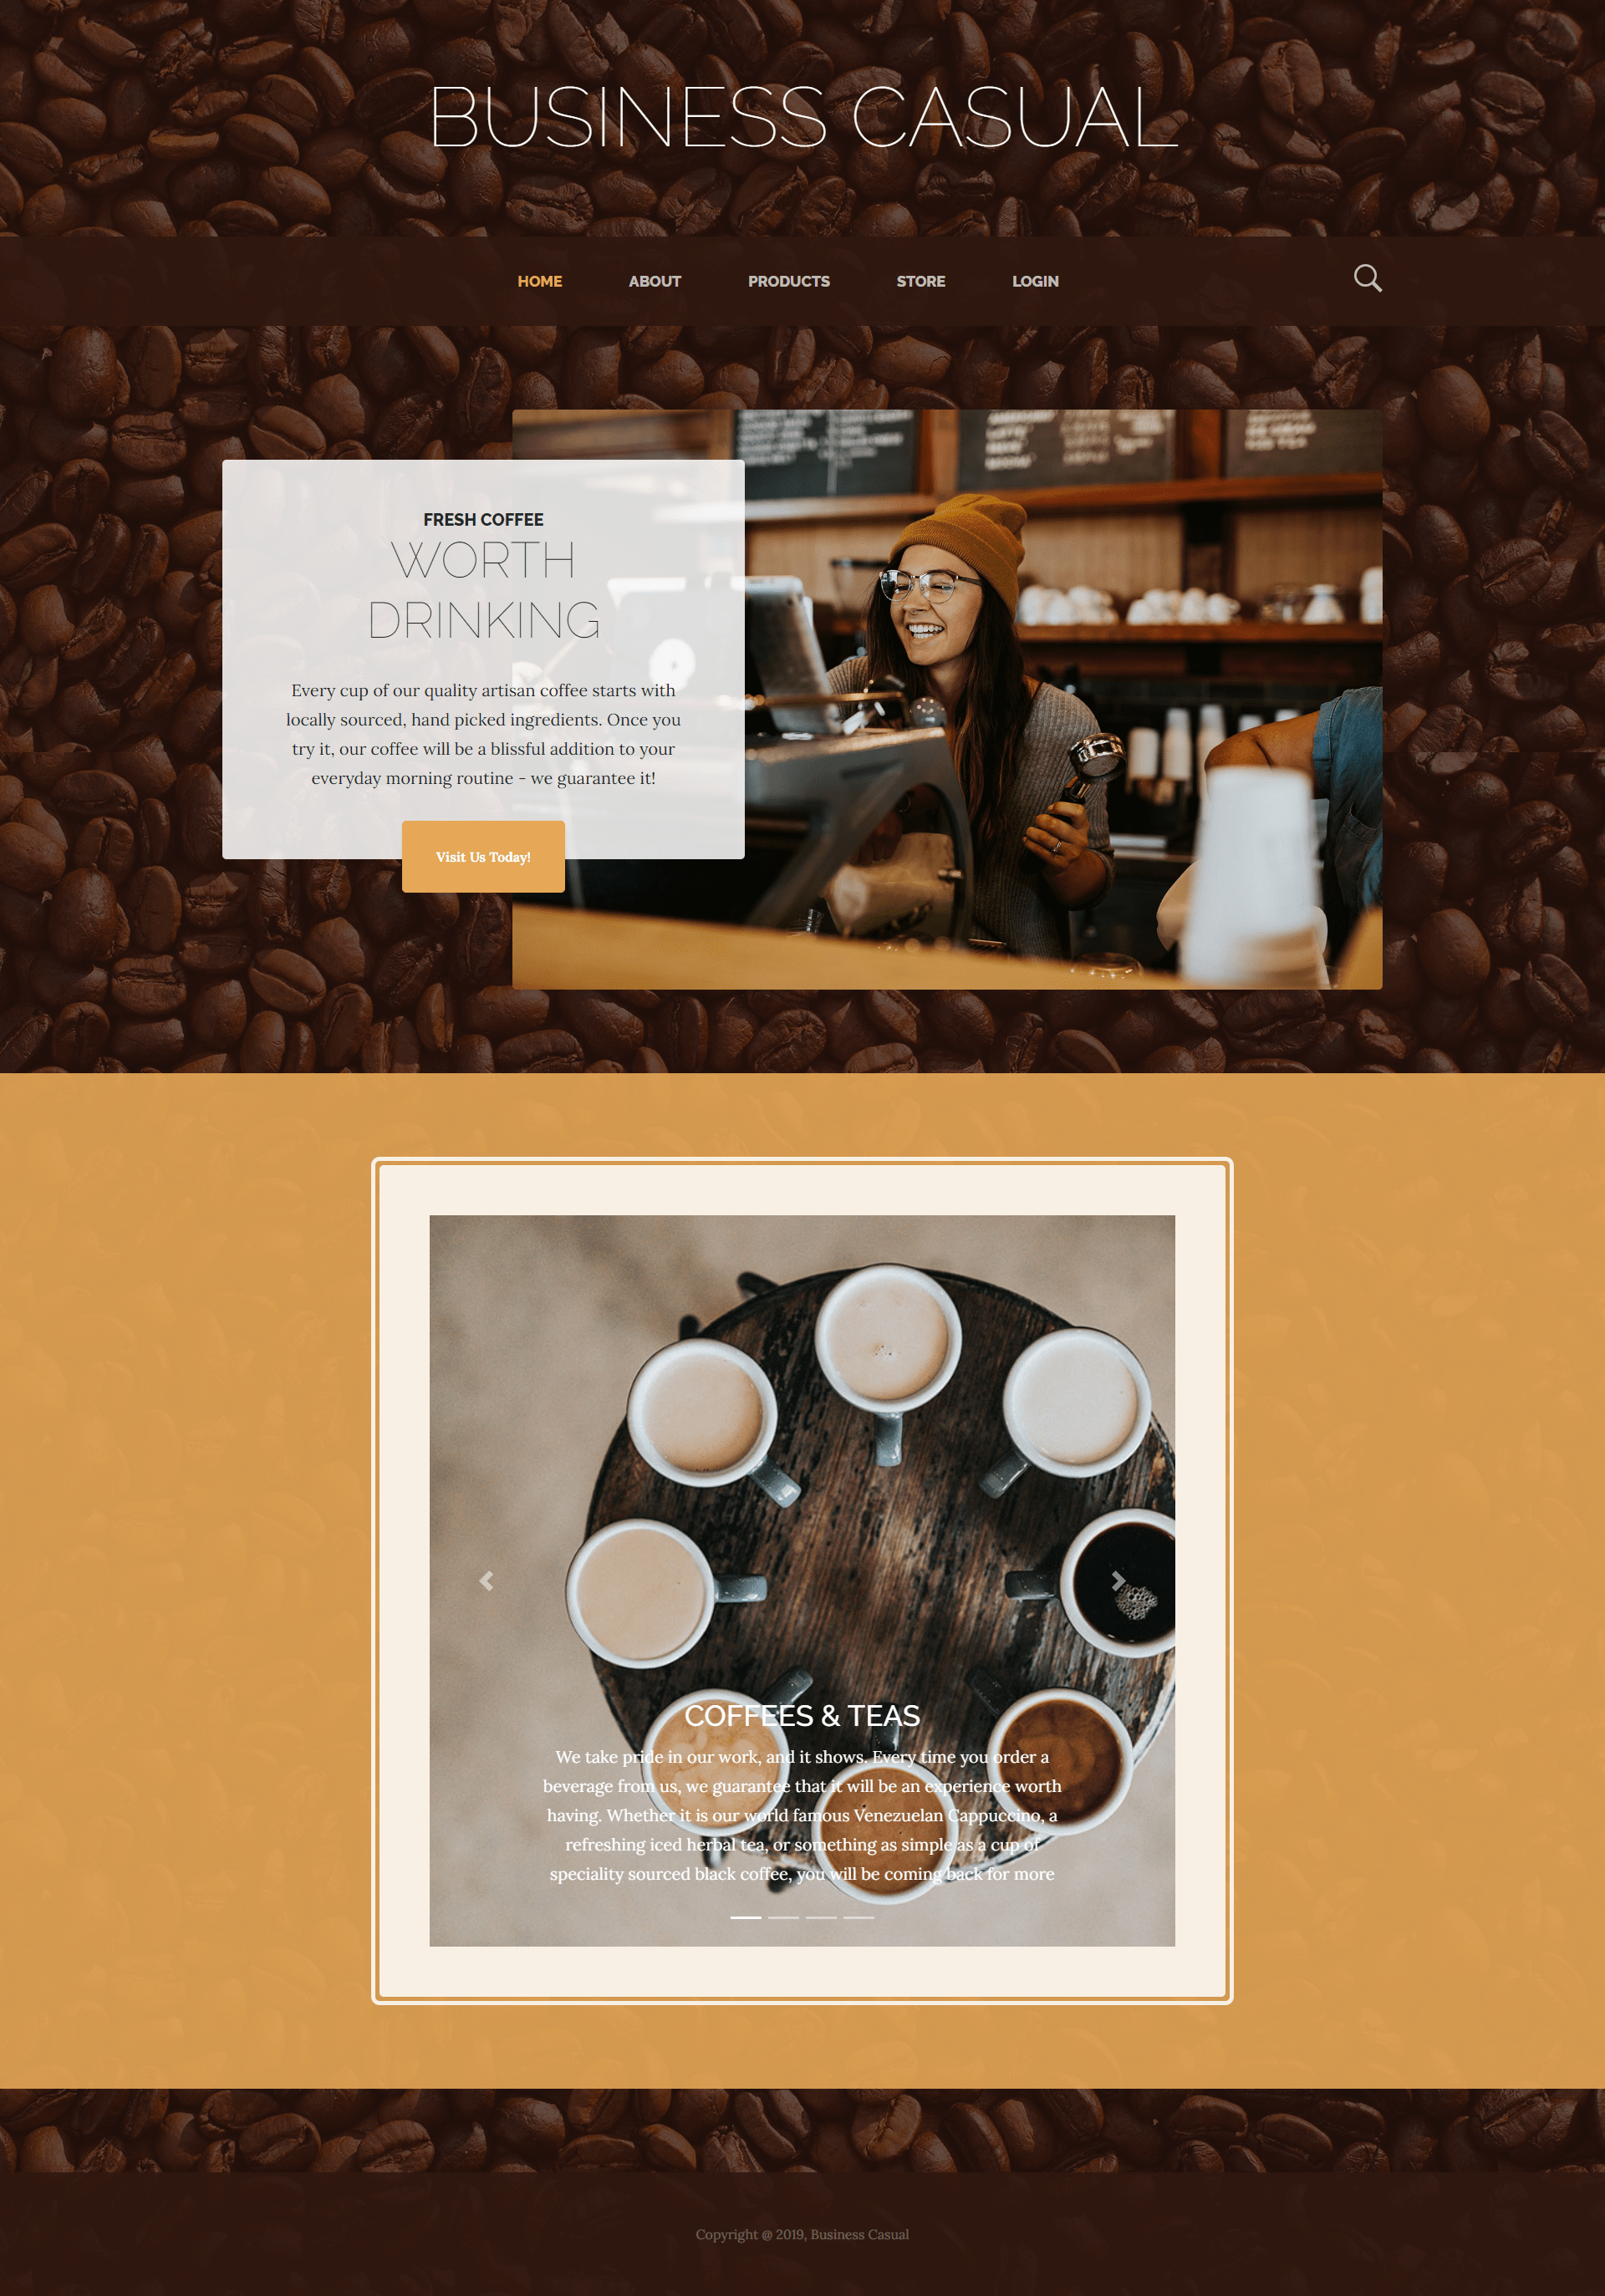 BUSINESS CASUAL
HOME ABOUT PRODUCTS STORE LOGIN
FRESH COFFEE
WORTH
DRINKING
Every cup of our quality artisan coffee starts with
locally sourced, hand picked ingredients. Once you
try it, our coffee will be a blissful addition to your
everyday morning routine - we guarantee it!
Visit Us Today!
COFFEES & TEAS
We take pride in our work, and it shows. Every time you order a
beverage from us, we guarantee that it will be an experience worth
having. Whether it is our world famous Venezuelan Cappuccino, a
refreshing iced herbal tea, or something as simple as a cup of
speciality sourced black coffee, you will be coming back for more
Copyright @ 2019, Business Casual